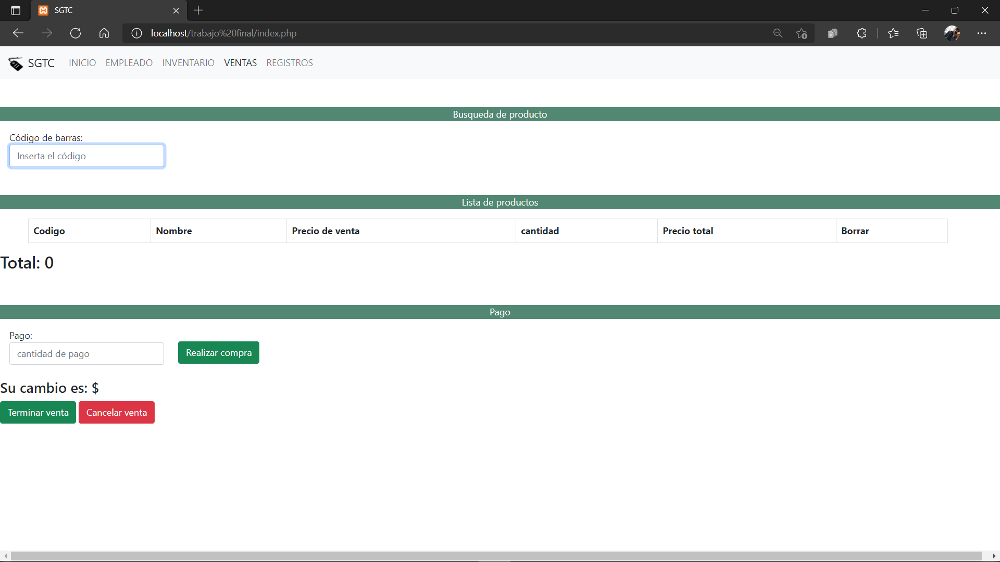 SGTC
localhost/trabajo%20final/index.php
SGTC INICIO EMPLEADO INVENTARIO VENTAS REGISTROS
Busqueda de producto
Código de barras:
Inserta el código
Lista de productos
Codigo Nombre Precio de venta cantidad Precio total Borrar
Total: 0
Pago
Pago:
cantidad de pago Realizar compra
Su cambio es: $
Terminar venta Cancelar venta